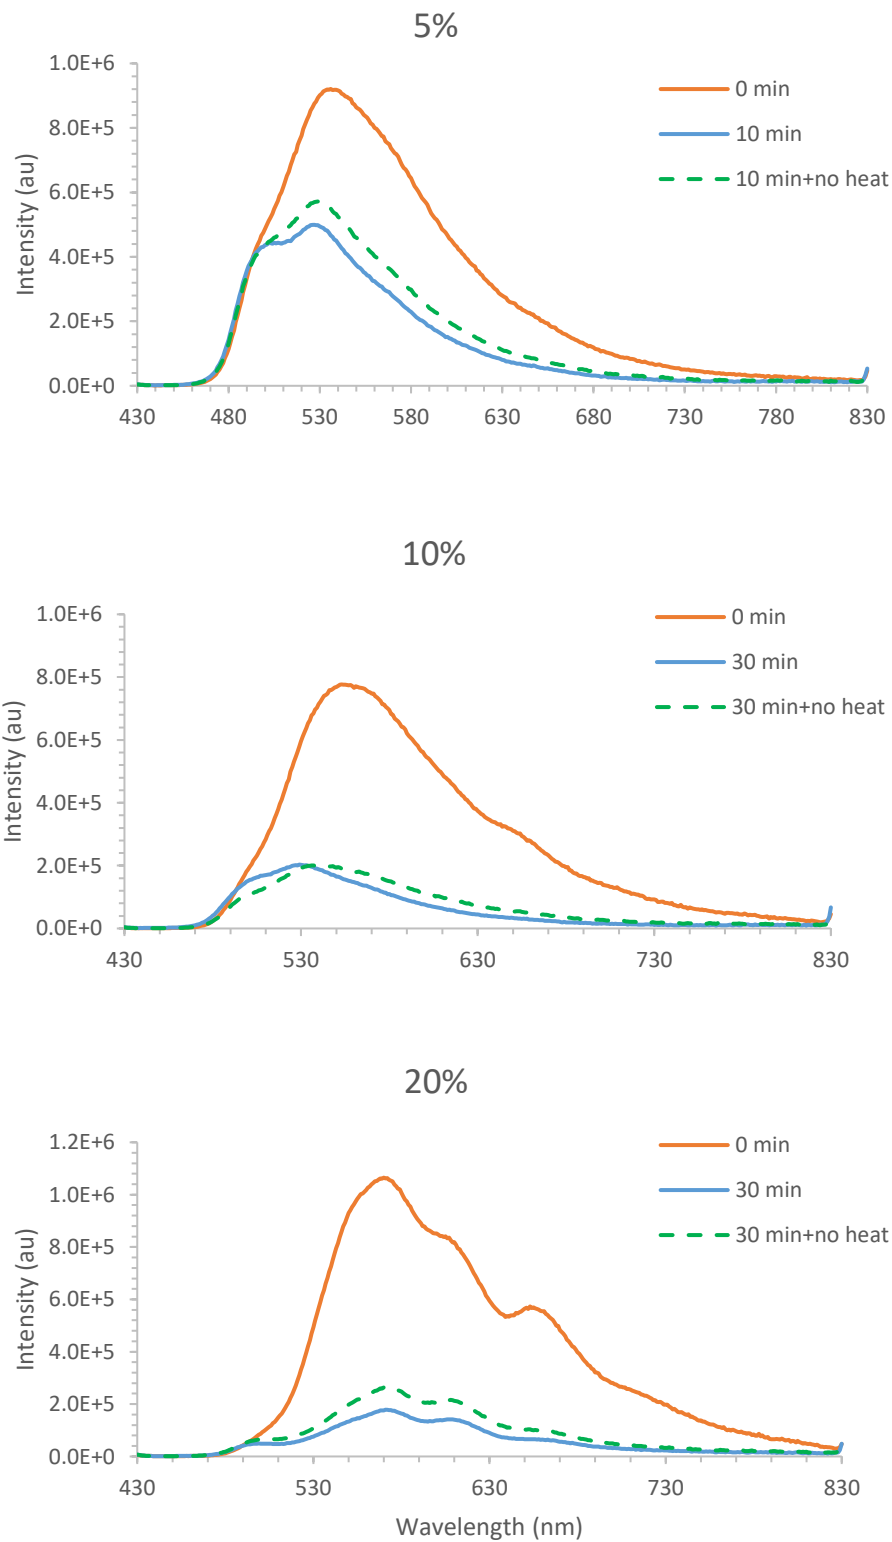 5%
1.0E+6
8.0E+5
6.0E+5
4.0E+5
2.0E+5
0.0E+0
Intensity (au)
430 480 530 580 630 680 730 780 830
0 min
10 min
10 min+no heat
10%
1.0E+6
8.0E+5
6.0E+5
4.0E+5
2.0E+5
0.0E+0
Intensity (au)
430 530 630 730 830
0 min
30 min
30 min+no heat
20%
1.2E+6
1.0E+6
8.0E+5
6.0E+5
4.0E+5
2.0E+5
0.0E+0
Intensity (au)
430 530 630 730 830
0 min
30 min
30 min+no heat
Wavelength (nm)